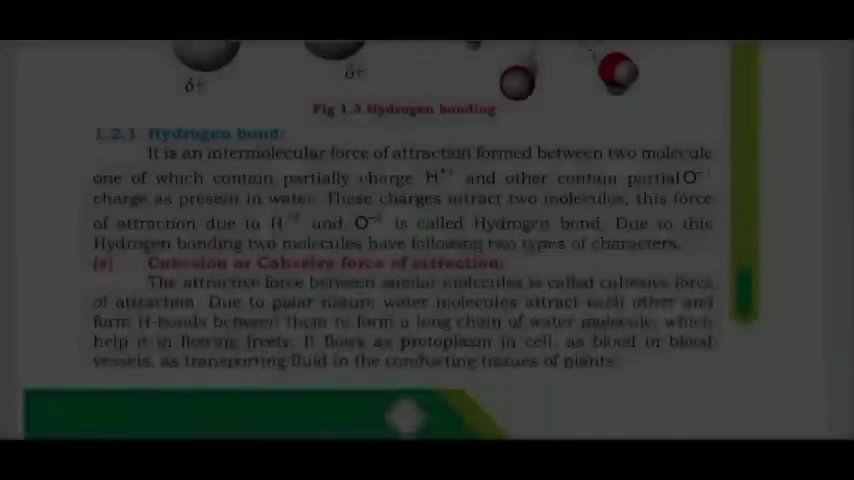 δ+
δ+
Fig 1.3 Hydrogen bonding
1.2.1 Hydrogen bond:
It is an intermolecular force of attraction formed between two molecule
one of which contain partially charge H⁺ and other contain partial O⁻
charge as present in water. These charges intract two molecules, this force
of attraction due to H⁺ᵟ and O⁻ᵟ is called Hydrogen bond. Due to this
Hydrogen bonding two molecules have following two types of characters.
(a) Cohesion or Cohesive force of attraction:
The attractive force between similar molecules is called cohesive force
of attraction. Due to polar nature water molecules attract each other and
form H-bonds between them to form a long chain of water molecule, which
help it in flowing freely. It flows as protoplasm in cell, as blood in blood
vessels, as transporting fluid in the conducting tissues of plants.